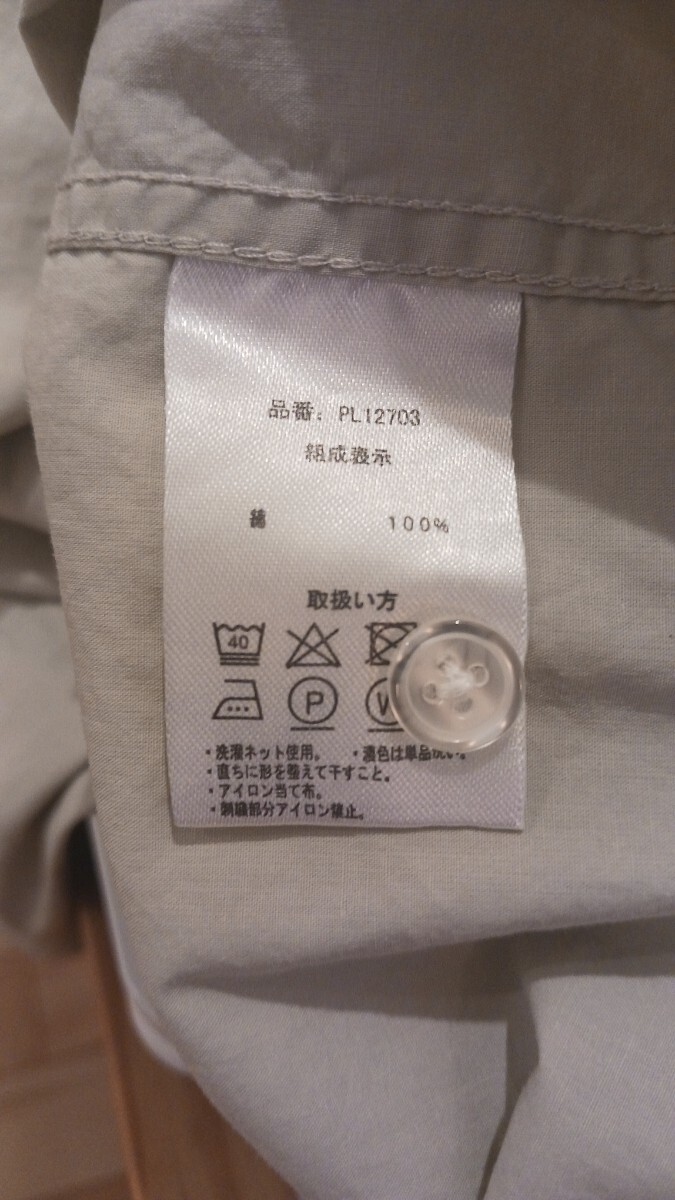 品番: PL12703
組成表示
綿 100%
取扱い方
40
P W
・洗濯ネット使用。 ・濃色は単品洗い。
・直ちに形を整えて干すこと。
・アイロン当て布。
・刺繍部分アイロン禁止。